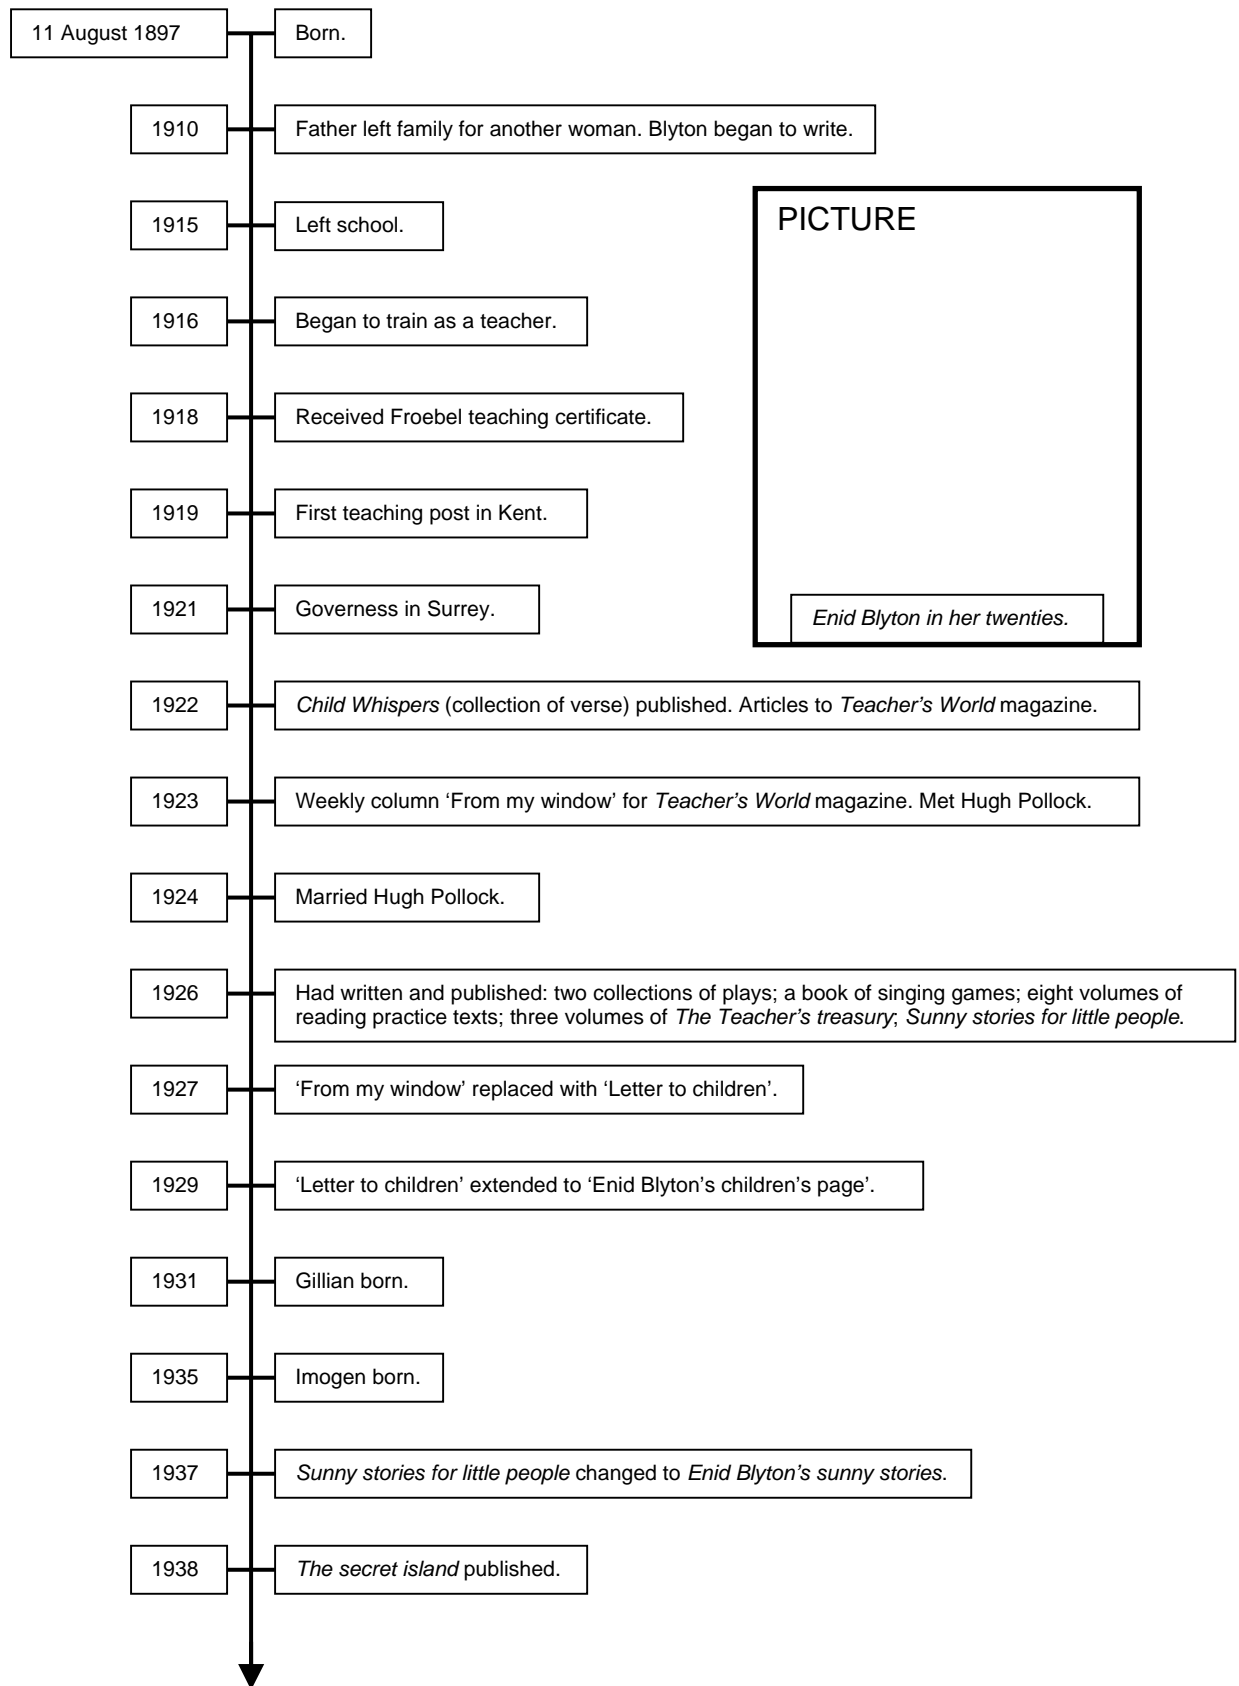 11 August 1897
Born.
1910
Father left family for another woman. Blyton began to write.
PICTURE
1915
Left school.
1916
Began to train as a teacher.
1918
Received Froebel teaching certificate.
1919
First teaching post in Kent.
1921
Governess in Surrey.
Enid Blyton in her twenties.
1922
Child Whispers (collection of verse) published. Articles to Teacher’s World magazine.
1923
Weekly column ‘From my window’ for Teacher’s World magazine. Met Hugh Pollock.
1924
Married Hugh Pollock.
1926
Had written and published: two collections of plays; a book of singing games; eight volumes of
reading practice texts; three volumes of The Teacher’s treasury; Sunny stories for little people.
1927
‘From my window’ replaced with ‘Letter to children’.
1929
‘Letter to children’ extended to ‘Enid Blyton’s children’s page’.
1931
Gillian born.
1935
Imogen born.
1937
Sunny stories for little people changed to Enid Blyton’s sunny stories.
1938
The secret island published.